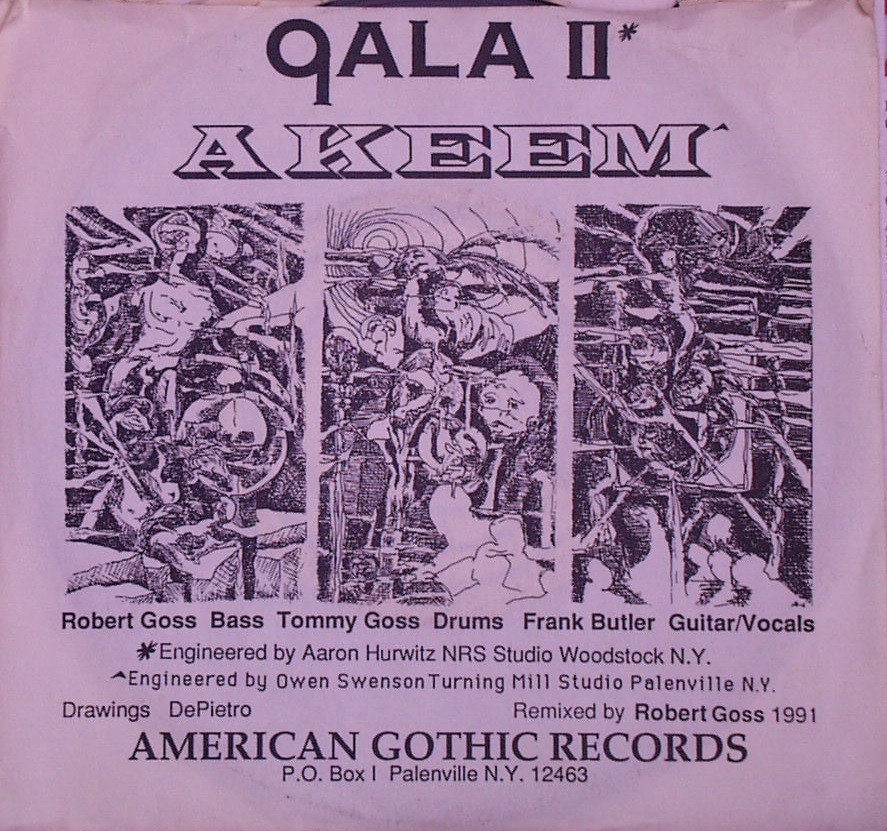 qALA II*
AKEEM^
Robert Goss Bass Tommy Goss Drums Frank Butler Guitar/Vocals
*Engineered by Aaron Hurwitz NRS Studio Woodstock N.Y.
^Engineered by Owen Swenson Turning Mill Studio Palenville N.Y.
Drawings DePietro
Remixed by Robert Goss 1991
AMERICAN GOTHIC RECORDS
P.O. Box I Palenville N.Y. 12463